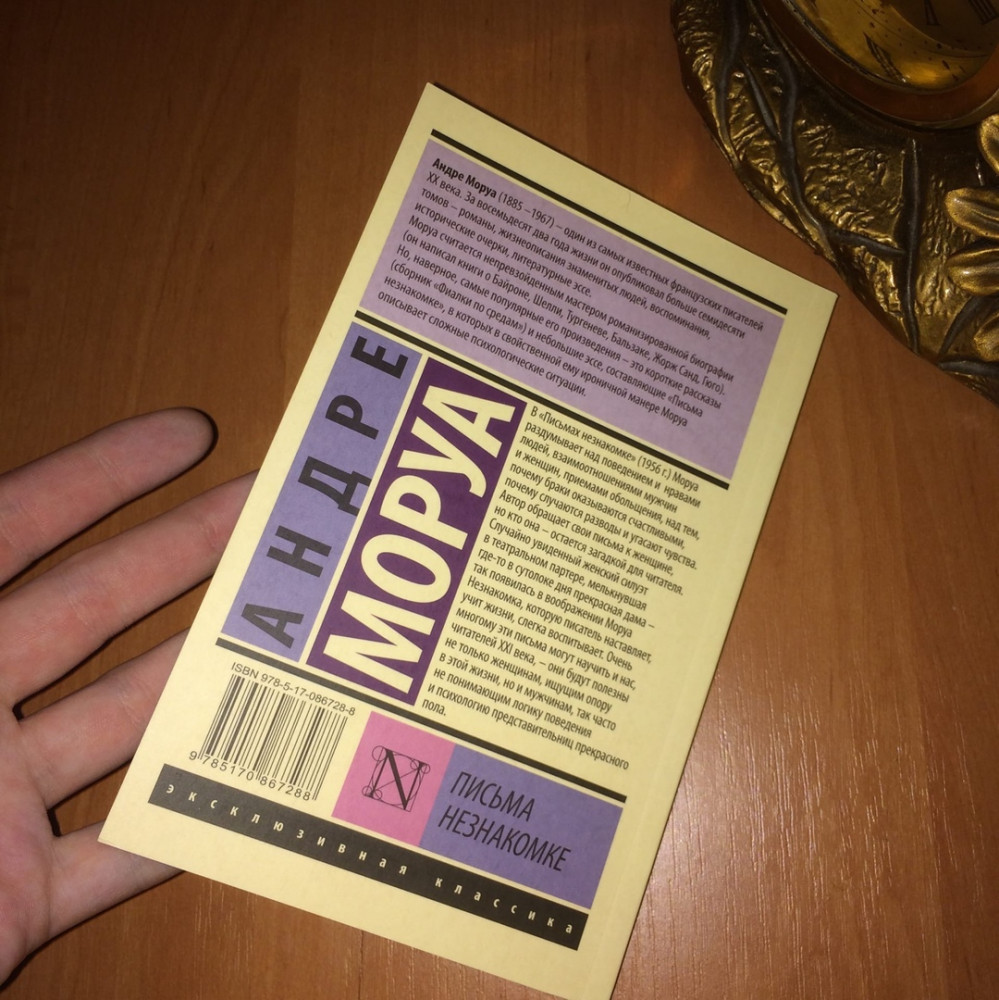 Андре Моруа (1885 –1967) – один из самых известных французских писателей
XX века. За восемьдесят два года жизни он опубликовал больше семидесяти
томов – романы, жизнеописания знаменитых людей, воспоминания,
исторические очерки, литературные эссе.
Моруа считается непревзойденным мастером романизированной биографии
(он написал книги о Байроне, Шелли, Тургеневе, Бальзаке, Жорж Санд, Гюго).
Но, наверное, самые популярные его произведения – это короткие рассказы
(сборник «Фиалки по средам») и небольшие эссе, составляющие «Письма
незнакомке», в которых в свойственной ему ироничной манере Моруа
описывает сложные психологические ситуации.
АНДРЕ
МОРУА
В «Письмах незнакомке» (1956 г.) Моруа
раздумывает над поведением и нравами
людей, взаимоотношениями мужчин
и женщин, приемами обольщения, над тем,
почему браки оказываются счастливыми,
почему случаются разводы и угасают чувства.
Автор обращает свои письма к женщине,
но кто она – остается загадкой для читателя.
Случайно увиденный женский силуэт
в театральном партере, мелькнувшая
где-то в сутолоке дня прекрасная дама –
так появилась в воображении Моруа
Незнакомка, которую писатель наставляет,
учит жизни, слегка воспитывает. Очень
многому эти письма могут научить и нас,
читателей XXI века, – они будут полезны
не только женщинам, ищущим опору
в этой жизни, но и мужчинам, так часто
не понимающим логику поведения
и психологию представительниц прекрасного
пола.
ISBN 978-5-17-086728-8
9 785170 867288
N
ПИСЬМА
НЕЗНАКОМКЕ
эксклюзивная классика